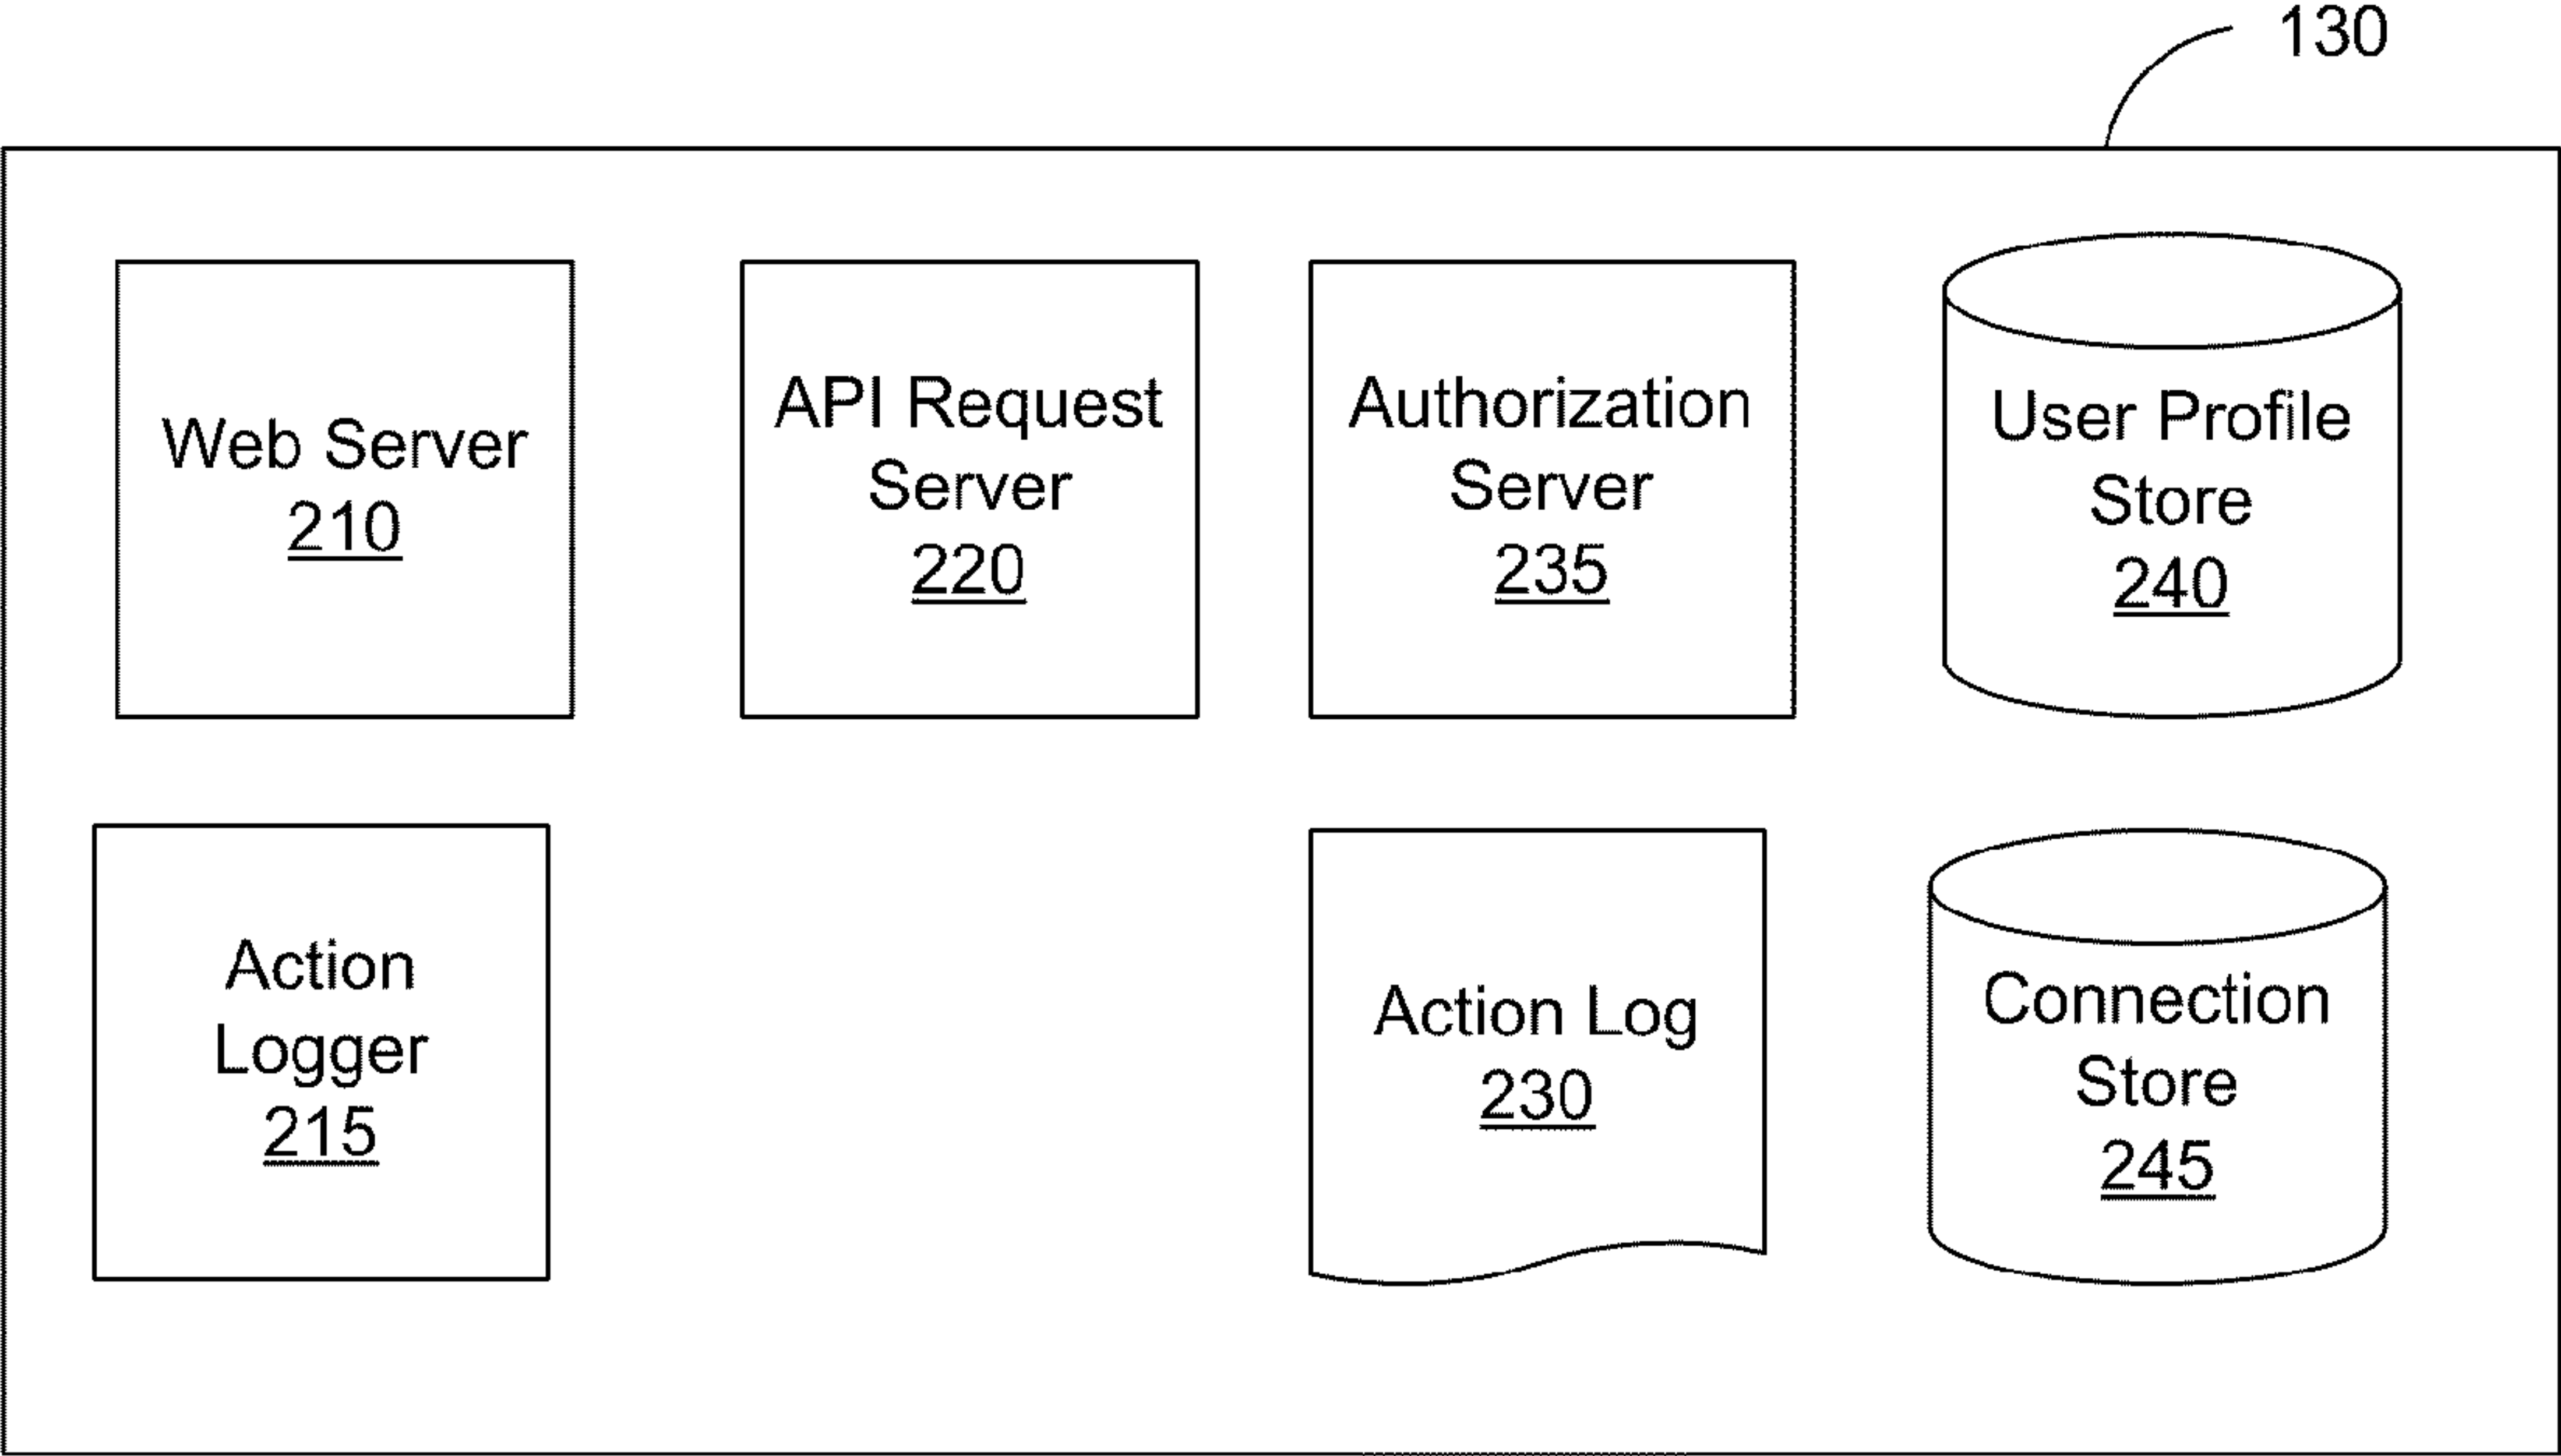 130
Web Server
210
API Request
Server
220
Authorization
Server
235
User Profile
Store
240
Action
Logger
215
Action Log
230
Connection
Store
245